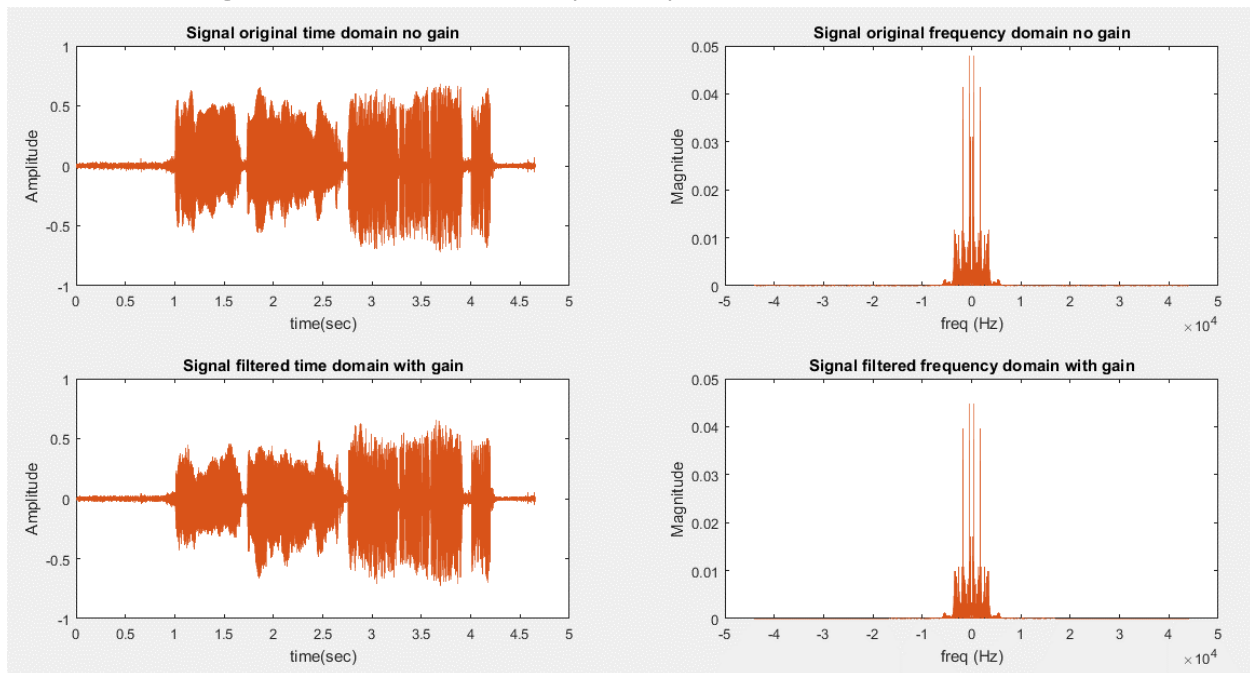 Signal original time domain no gain
1
0.5
0
-0.5
-1
Amplitude
0 0.5 1 1.5 2 2.5 3 3.5 4 4.5 5
time(sec)
Signal original frequency domain no gain
0.05
0.04
0.03
0.02
0.01
0
Magnitude
-5 -4 -3 -2 -1 0 1 2 3 4 5
freq (Hz)
×10⁴
Signal filtered time domain with gain
1
0.5
0
-0.5
-1
Amplitude
0 0.5 1 1.5 2 2.5 3 3.5 4 4.5 5
time(sec)
Signal filtered frequency domain with gain
0.05
0.04
0.03
0.02
0.01
0
Magnitude
-5 -4 -3 -2 -1 0 1 2 3 4 5
freq (Hz)
×10⁴